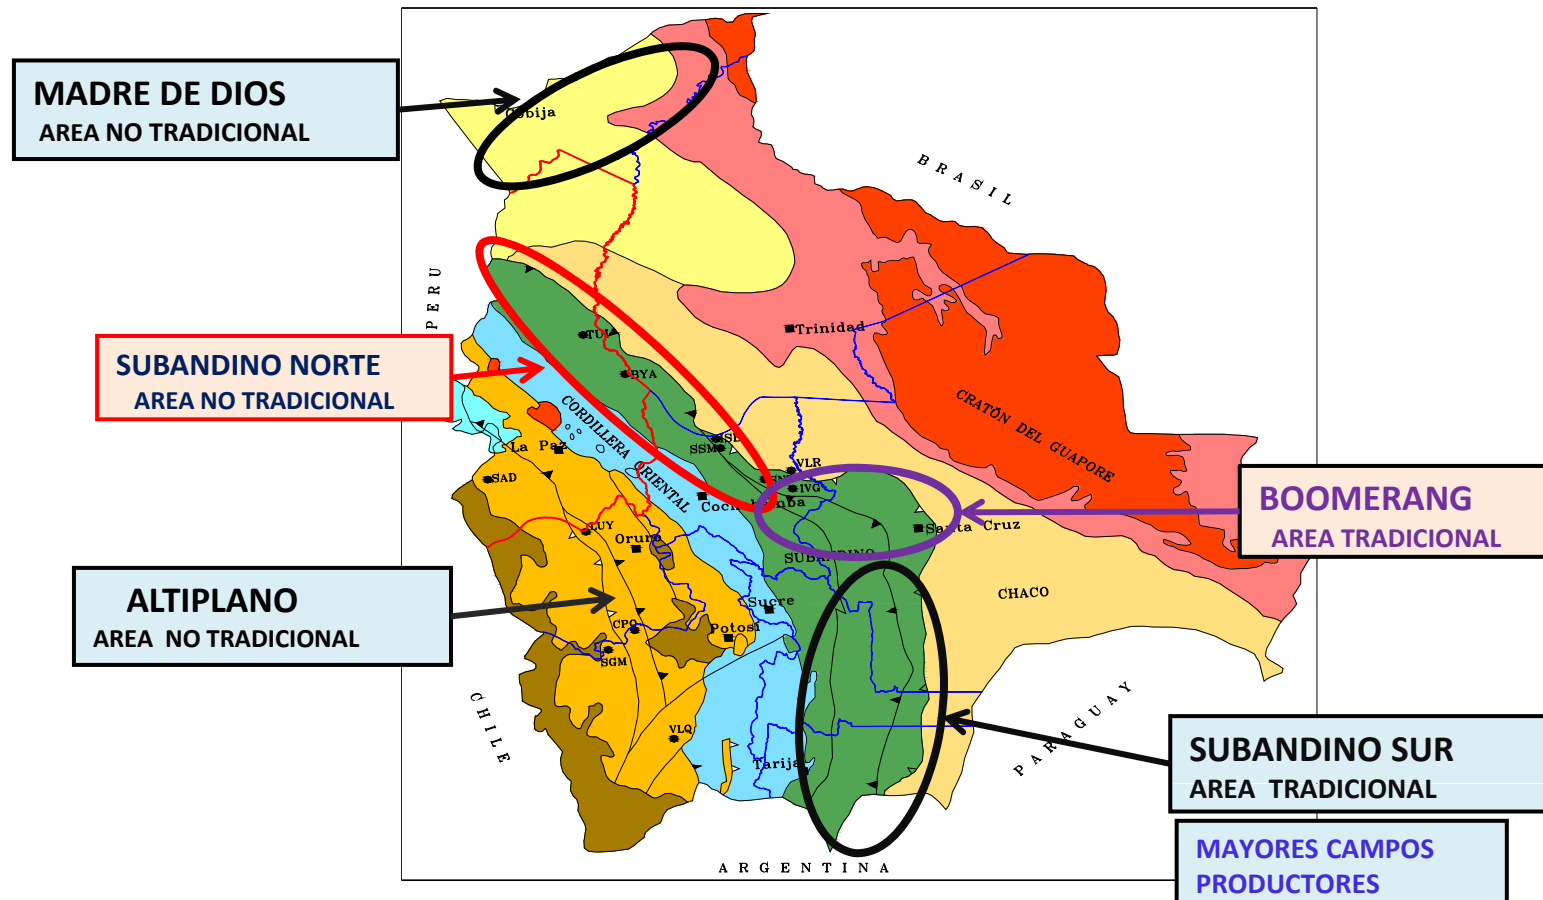 MADRE DE DIOS
AREA NO TRADICIONAL
Cobija
BRASIL
PERU
SUBANDINO NORTE
AREA NO TRADICIONAL
TUI
BYA
Trinidad
CORDILLERA ORIENTAL
CRATÓN DEL GUAPORE
La Paz
SSM
VLR
IVG
SAD
Cochabamba
BOOMERANG
AREA TRADICIONAL
LUY
Oruro
Santa Cruz
SUBANDINO
ALTIPLANO
AREA NO TRADICIONAL
CHACO
Sucre
CPO
Potosí
SGM
CHILE
VLQ
Tarija
PARAGUAY
SUBANDINO SUR
AREA TRADICIONAL
MAYORES CAMPOS
PRODUCTORES
ARGENTINA